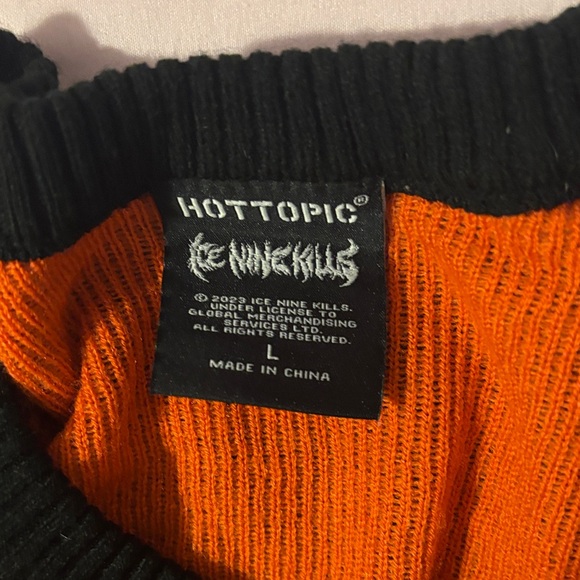 HOTTOPIC®
ICE NINE KILLS
© 2023 ICE NINE KILLS.
UNDER LICENSE TO
GLOBAL MERCHANDISING
SERVICES LTD.
ALL RIGHTS RESERVED.
L
MADE IN CHINA